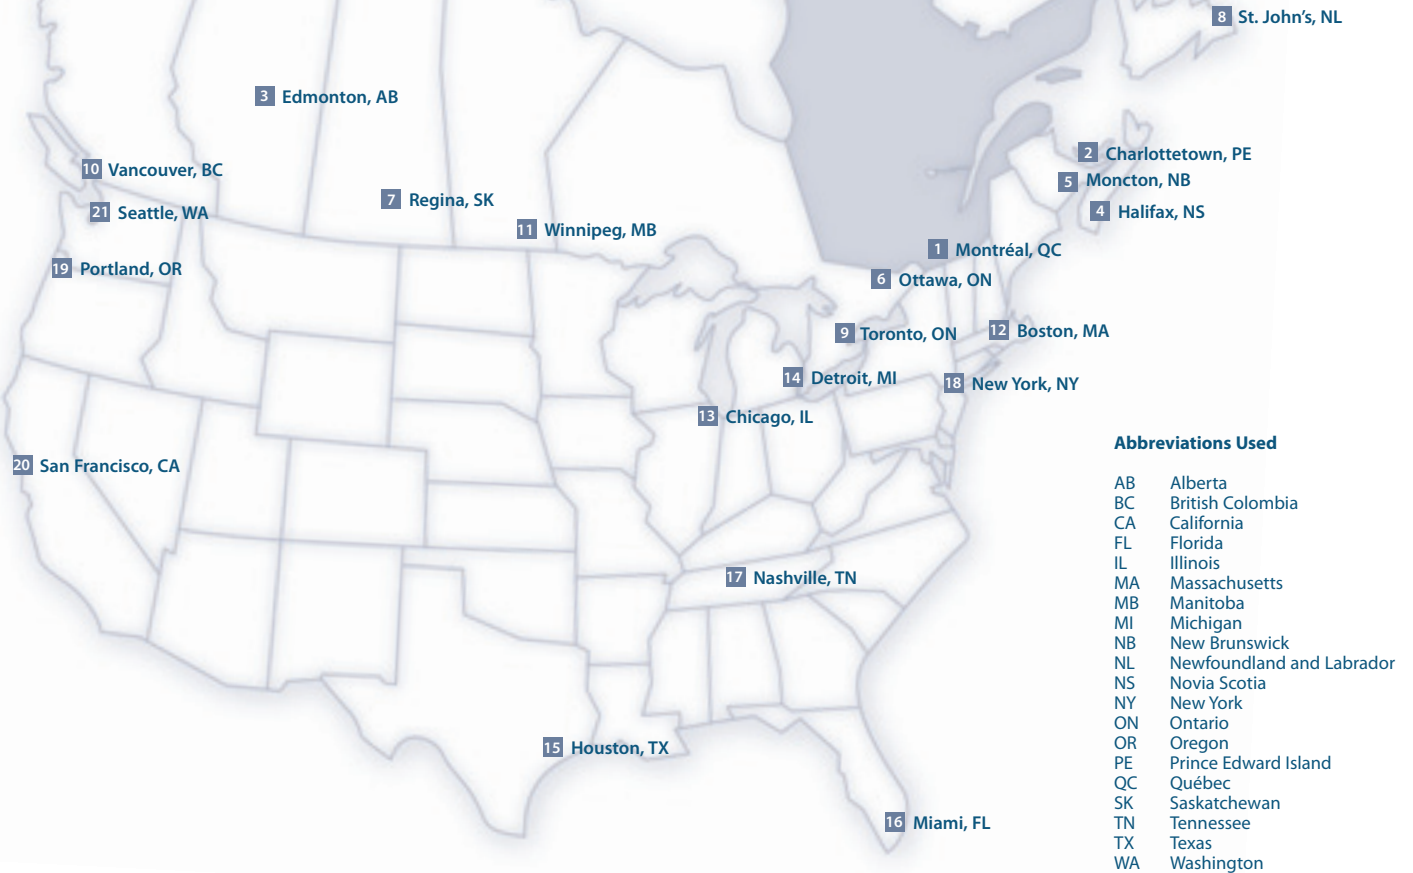 8 St. John's, NL
3 Edmonton, AB
2 Charlottetown, PE
10 Vancouver, BC
5 Moncton, NB
7 Regina, SK
21 Seattle, WA
4 Halifax, NS
11 Winnipeg, MB
1 Montréal, QC
19 Portland, OR
6 Ottawa, ON
9 Toronto, ON
12 Boston, MA
14 Detroit, MI
18 New York, NY
13 Chicago, IL
20 San Francisco, CA
17 Nashville, TN
15 Houston, TX
16 Miami, FL
Abbreviations Used
AB Alberta
BC British Colombia
CA California
FL Florida
IL Illinois
MA Massachusetts
MB Manitoba
MI Michigan
NB New Brunswick
NL Newfoundland and Labrador
NS Novia Scotia
NY New York
ON Ontario
OR Oregon
PE Prince Edward Island
QC Québec
SK Saskatchewan
TN Tennessee
TX Texas
WA Washington